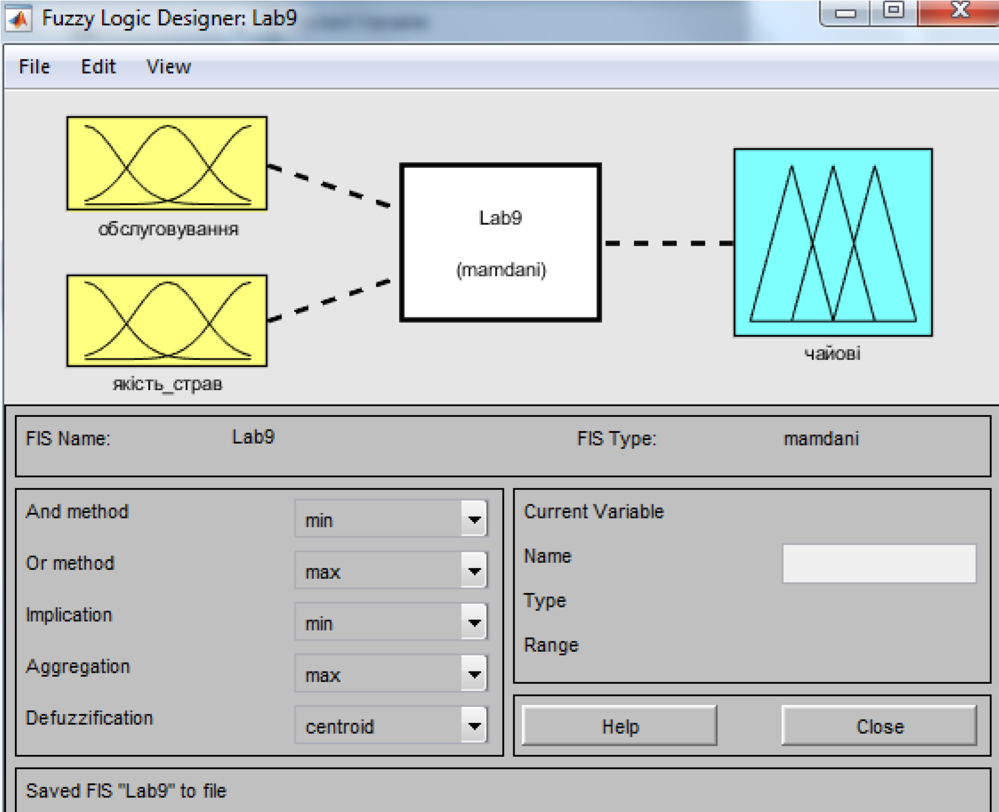 Fuzzy Logic Designer: Lab9
File Edit View
обслуговування
якість_страв
Lab9
(mamdani)
чайові
FIS Name: Lab9 FIS Type: mamdani
And method min
Or method max
Implication min
Aggregation max
Defuzzification centroid
Current Variable
Name
Type
Range
Help Close
Saved FIS "Lab9" to file